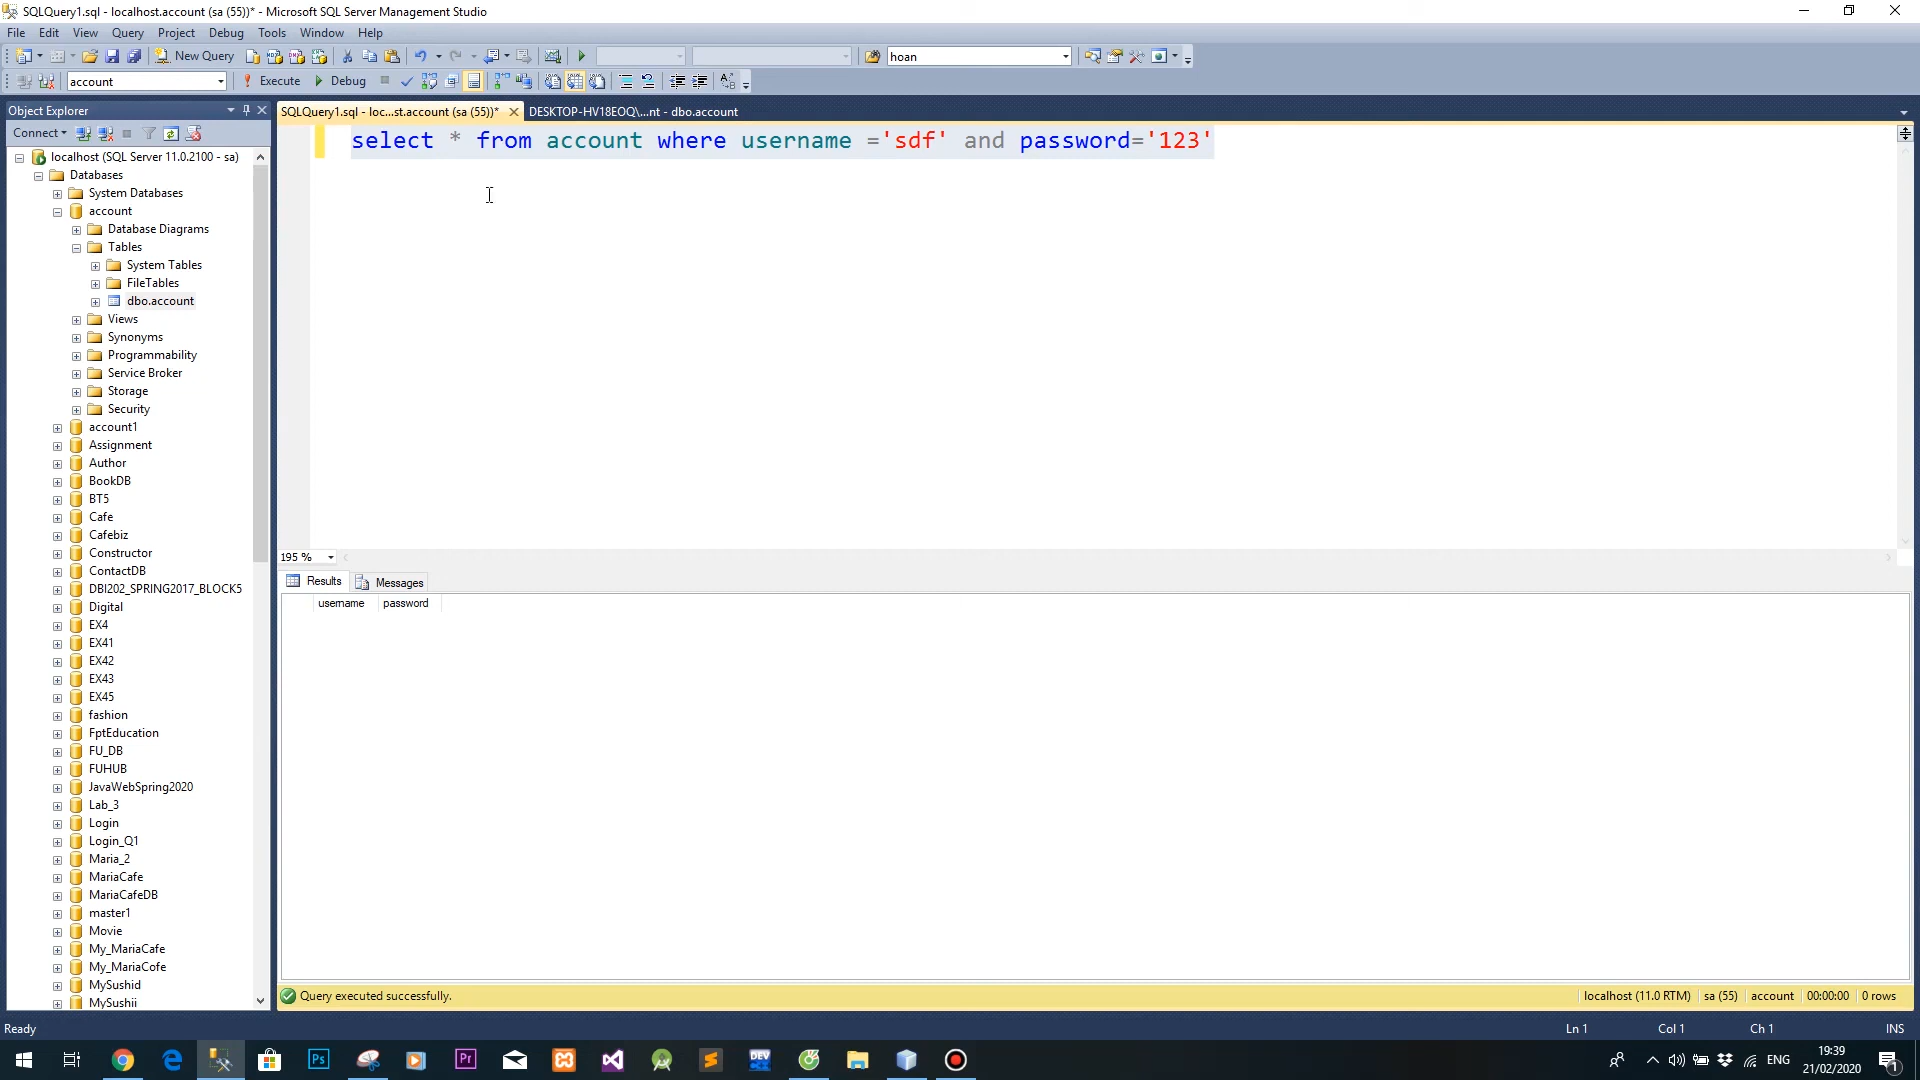 SQLQuery1.sql - localhost.account (sa (55))* - Microsoft SQL Server Management Studio
File Edit View Query Project Debug Tools Window Help
New Query hoan
account Execute Debug
Object Explorer
SQLQuery1.sql - loc...st.account (sa (55))* DESKTOP-HV18EOQ\...nt - dbo.account
Connect
select * from account where username ='sdf' and password='123'
localhost (SQL Server 11.0.2100 - sa)
Databases
System Databases
account
Database Diagrams
Tables
System Tables
FileTables
dbo.account
Views
Synonyms
Programmability
Service Broker
Storage
Security
account1
Assignment
Author
BookDB
BT5
Cafe
Cafebiz
Constructor
ContactDB
DBI202_SPRING2017_BLOCK5
Digital
EX4
EX41
EX42
EX43
EX45
fashion
FptEducation
FU_DB
FUHUB
JavaWebSpring2020
Lab_3
Login
Login_Q1
Maria_2
MariaCafe
MariaCafeDB
master1
Movie
My_MariaCafe
My_MariaCofe
MySushid
MySushii
195 %
Results Messages
username password
Query executed successfully. localhost (11.0 RTM) sa (55) account 00:00:00 0 rows
Ready Ln 1 Col 1 Ch 1 INS
Ps Pr DEV
ENG 19:39
21/02/2020
1